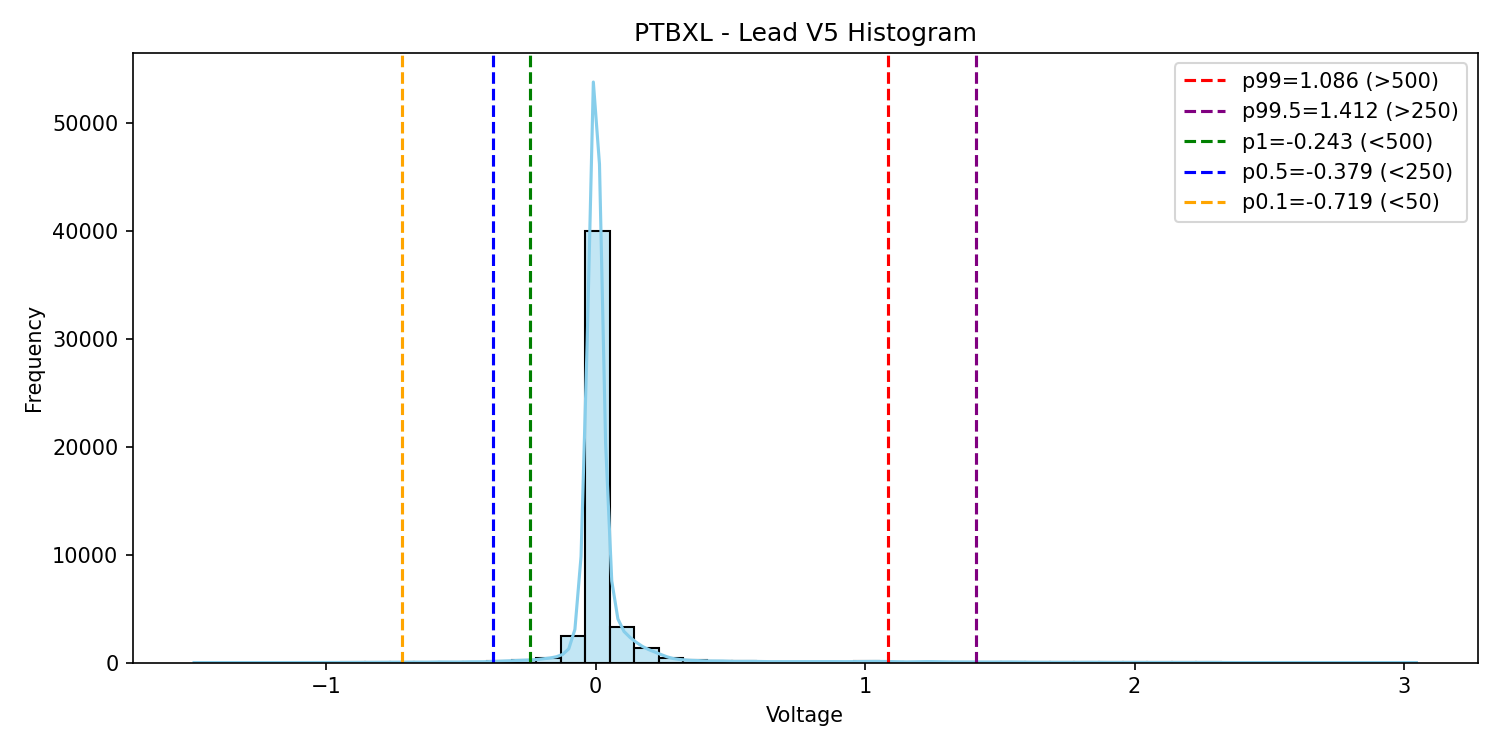 PTBXL - Lead V5 Histogram
p99=1.086 (>500)
p99.5=1.412 (>250)
p1=-0.243 (<500)
p0.5=-0.379 (<250)
p0.1=-0.719 (<50)
Frequency
50000
40000
30000
20000
10000
0
−1
0
1
2
3
Voltage